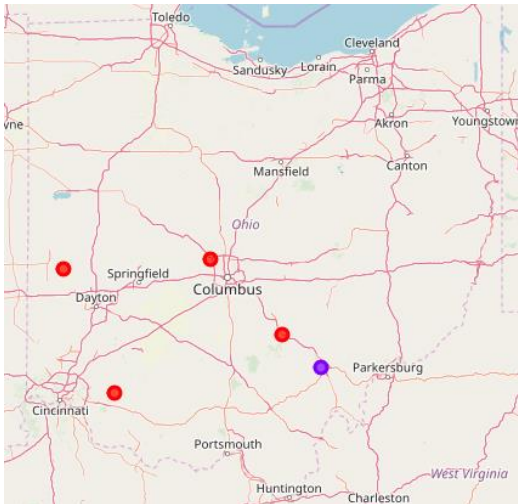 Toledo
Cleveland
Sandusky
Lorain
Parma
Akron
Youngstown
yne
Canton
Mansfield
Ohio
Springfield
Columbus
Dayton
Parkersburg
Cincinnati
Portsmouth
West Virginia
Huntington
Charleston